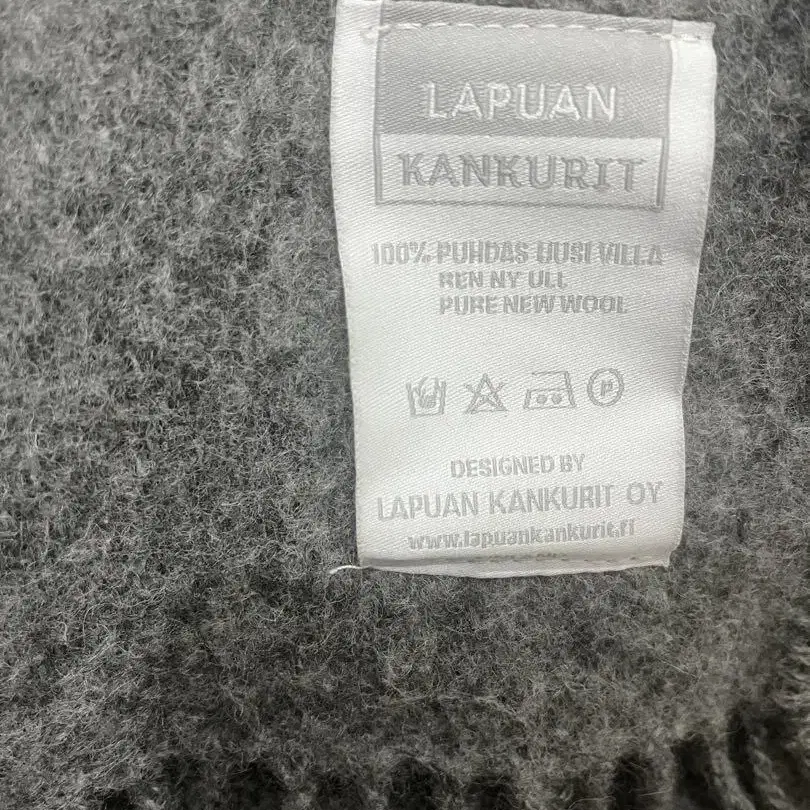 LAPUAN
KANKURIT
100% PUHDAS UUSI VILLA
REN NY ULL
PURE NEW WOOL
P
DESIGNED BY
LAPUAN KANKURIT OY
www.lapuankankurit.fi